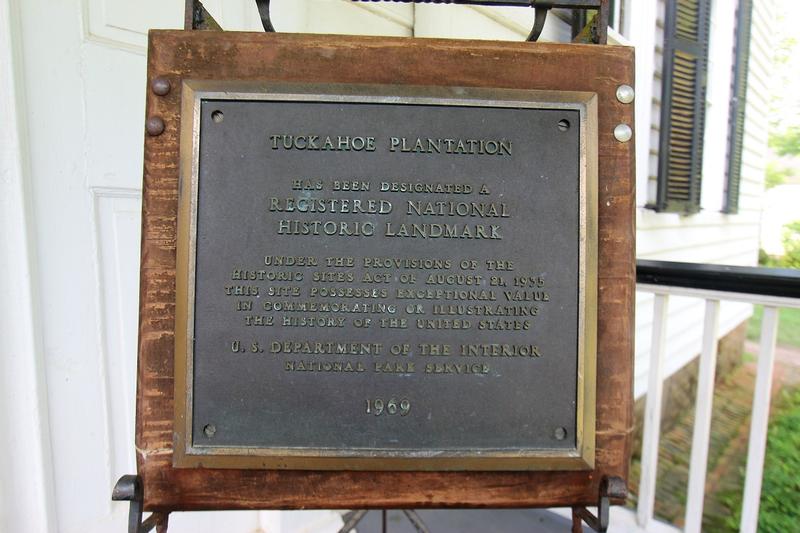 TUCKAHOE PLANTATION
HAS BEEN DESIGNATED A
REGISTERED NATIONAL
HISTORIC LANDMARK
UNDER THE PROVISIONS OF THE
HISTORIC SITES ACT OF AUGUST 21, 1935
THIS SITE POSSESSES EXCEPTIONAL VALUE
IN COMMEMORATING OR ILLUSTRATING
THE HISTORY OF THE UNITED STATES
U. S. DEPARTMENT OF THE INTERIOR
NATIONAL PARK SERVICE
1969